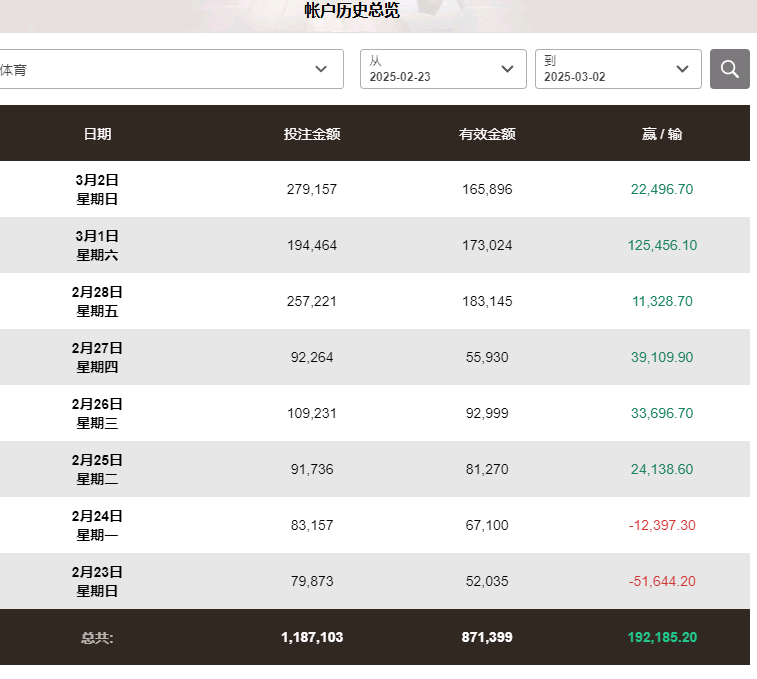 帐户历史总览
体育
从
2025-02-23
到
2025-03-02
日期 投注金额 有效金额 赢 / 输
3月2日
星期日
279,157 165,896 22,496.70
3月1日
星期六
194,464 173,024 125,456.10
2月28日
星期五
257,221 183,145 11,328.70
2月27日
星期四
92,264 55,930 39,109.90
2月26日
星期三
109,231 92,999 33,696.70
2月25日
星期二
91,736 81,270 24,138.60
2月24日
星期一
83,157 67,100 -12,397.30
2月23日
星期日
79,873 52,035 -51,644.20
总共: 1,187,103 871,399 192,185.20